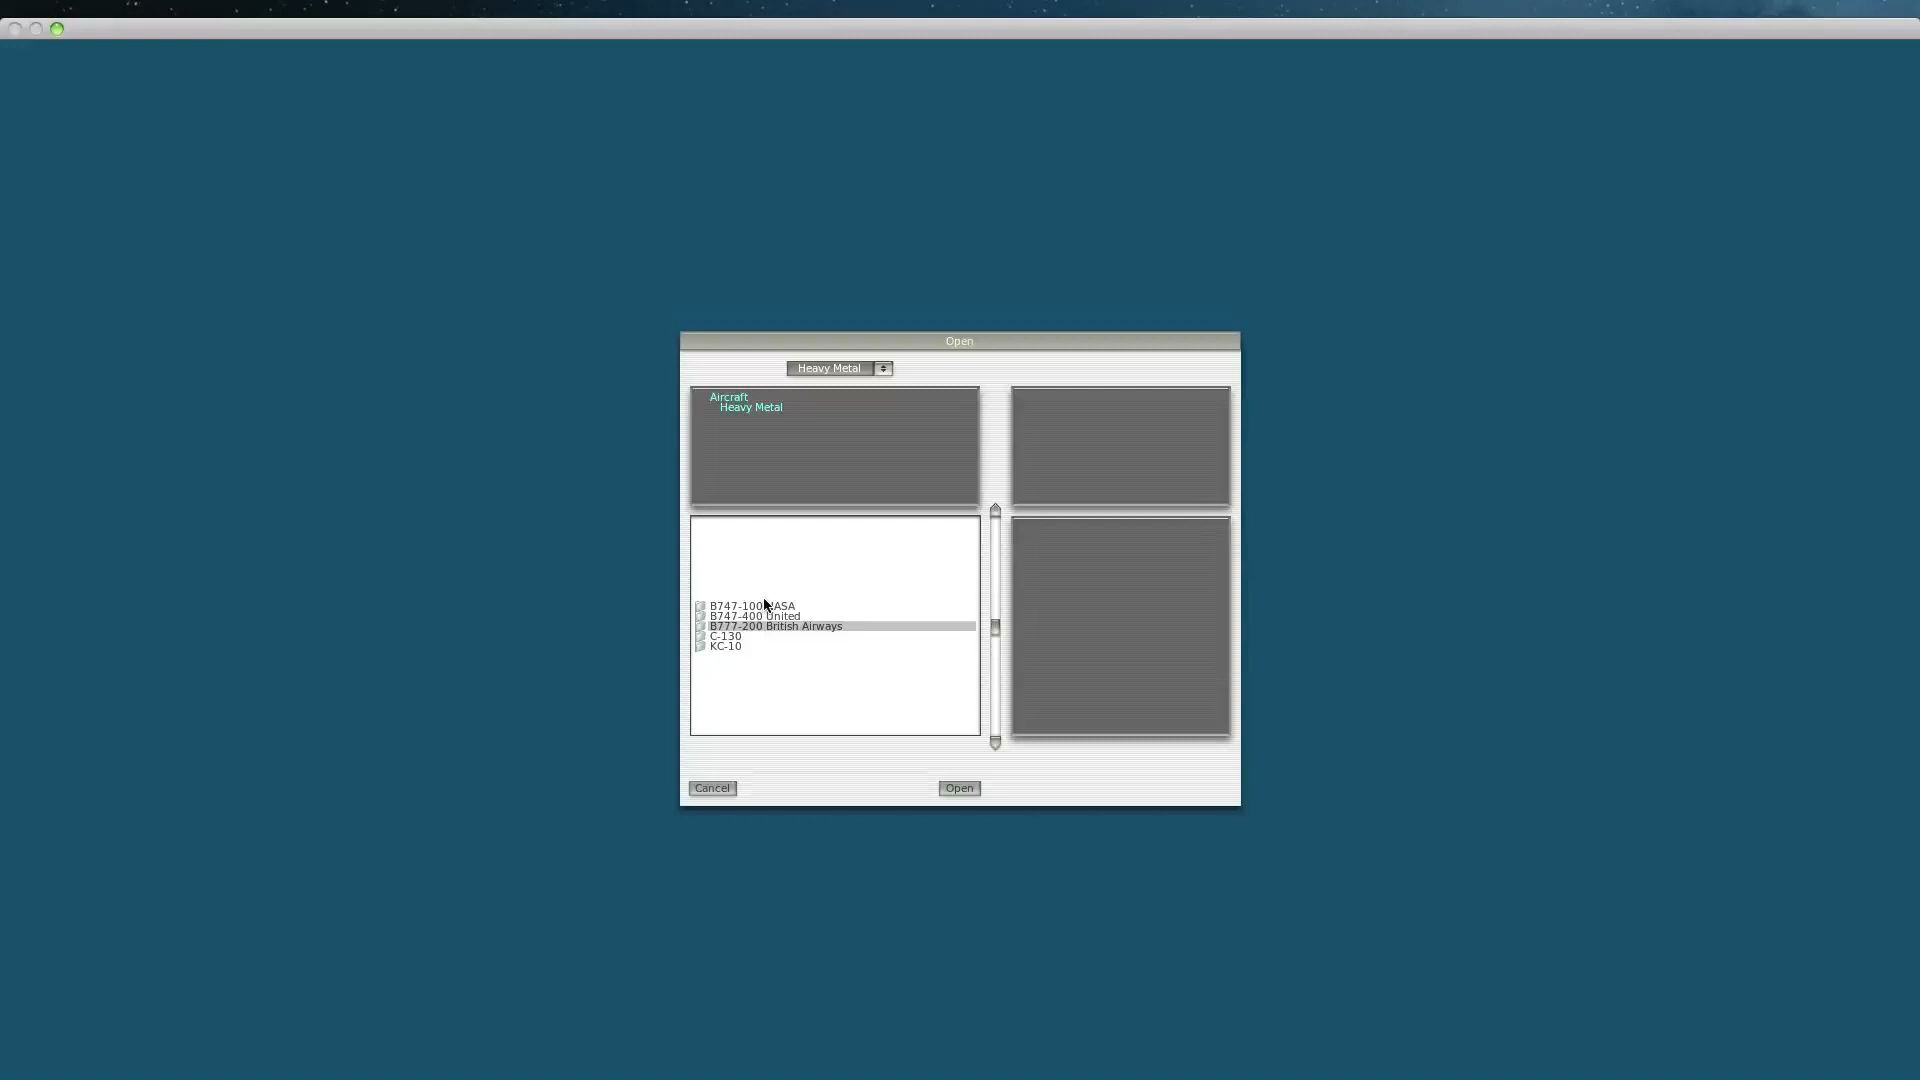 Open
Heavy Metal
Aircraft
Heavy Metal
B747-100 NASA
B747-400 United
B777-200 British Airways
C-130
KC-10
Cancel
Open